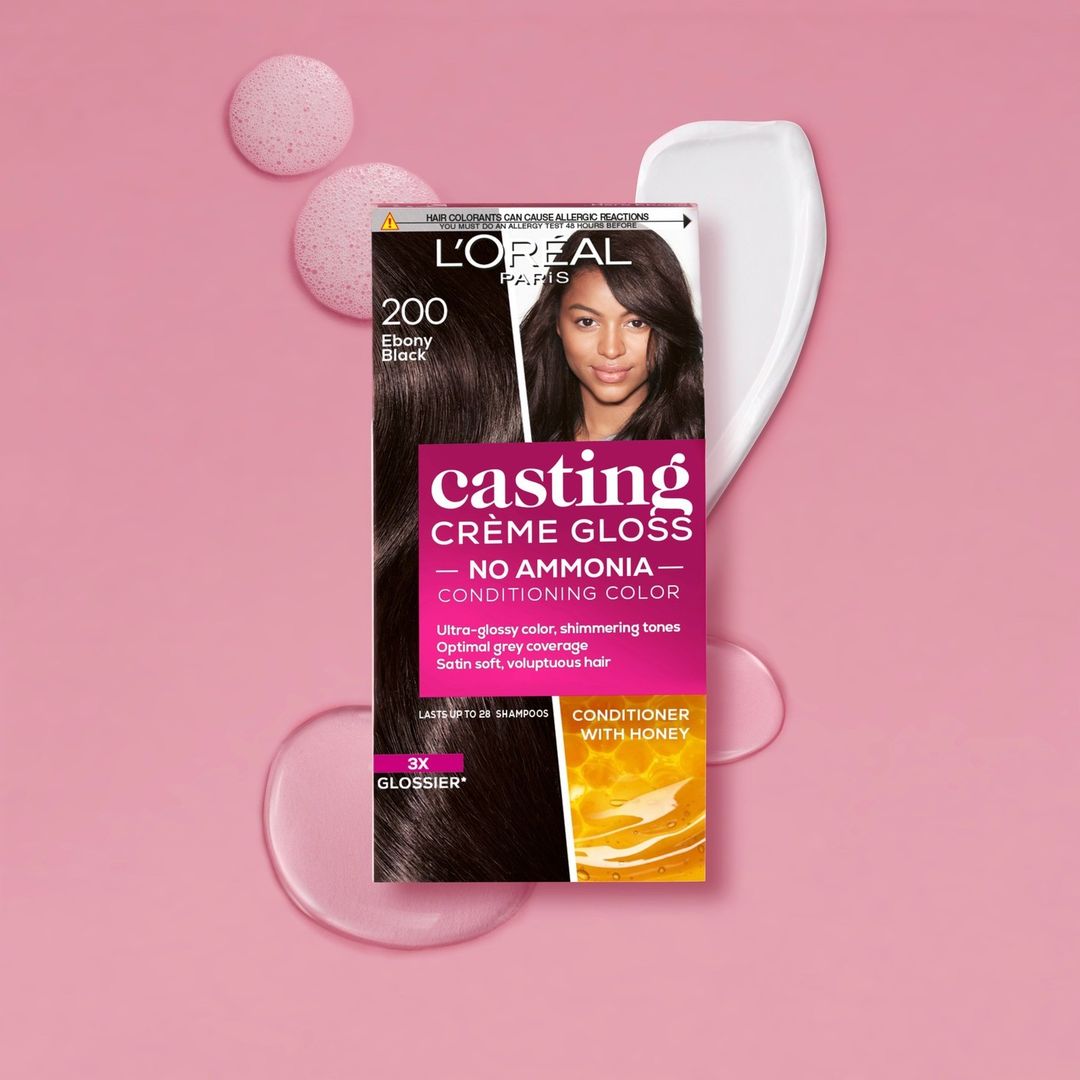 HAIR COLORANTS CAN CAUSE ALLERGIC REACTIONS
YOU MUST DO AN ALLERGY TEST 48 HOURS BEFORE
L'ORÉAL
PARiS
200
Ebony
Black
casting
CRÈME GLOSS
— NO AMMONIA —
CONDITIONING COLOR
Ultra-glossy color, shimmering tones
Optimal grey coverage
Satin soft, voluptuous hair
LASTS UP TO 28 SHAMPOOS
CONDITIONER
WITH HONEY
3X
GLOSSIER*